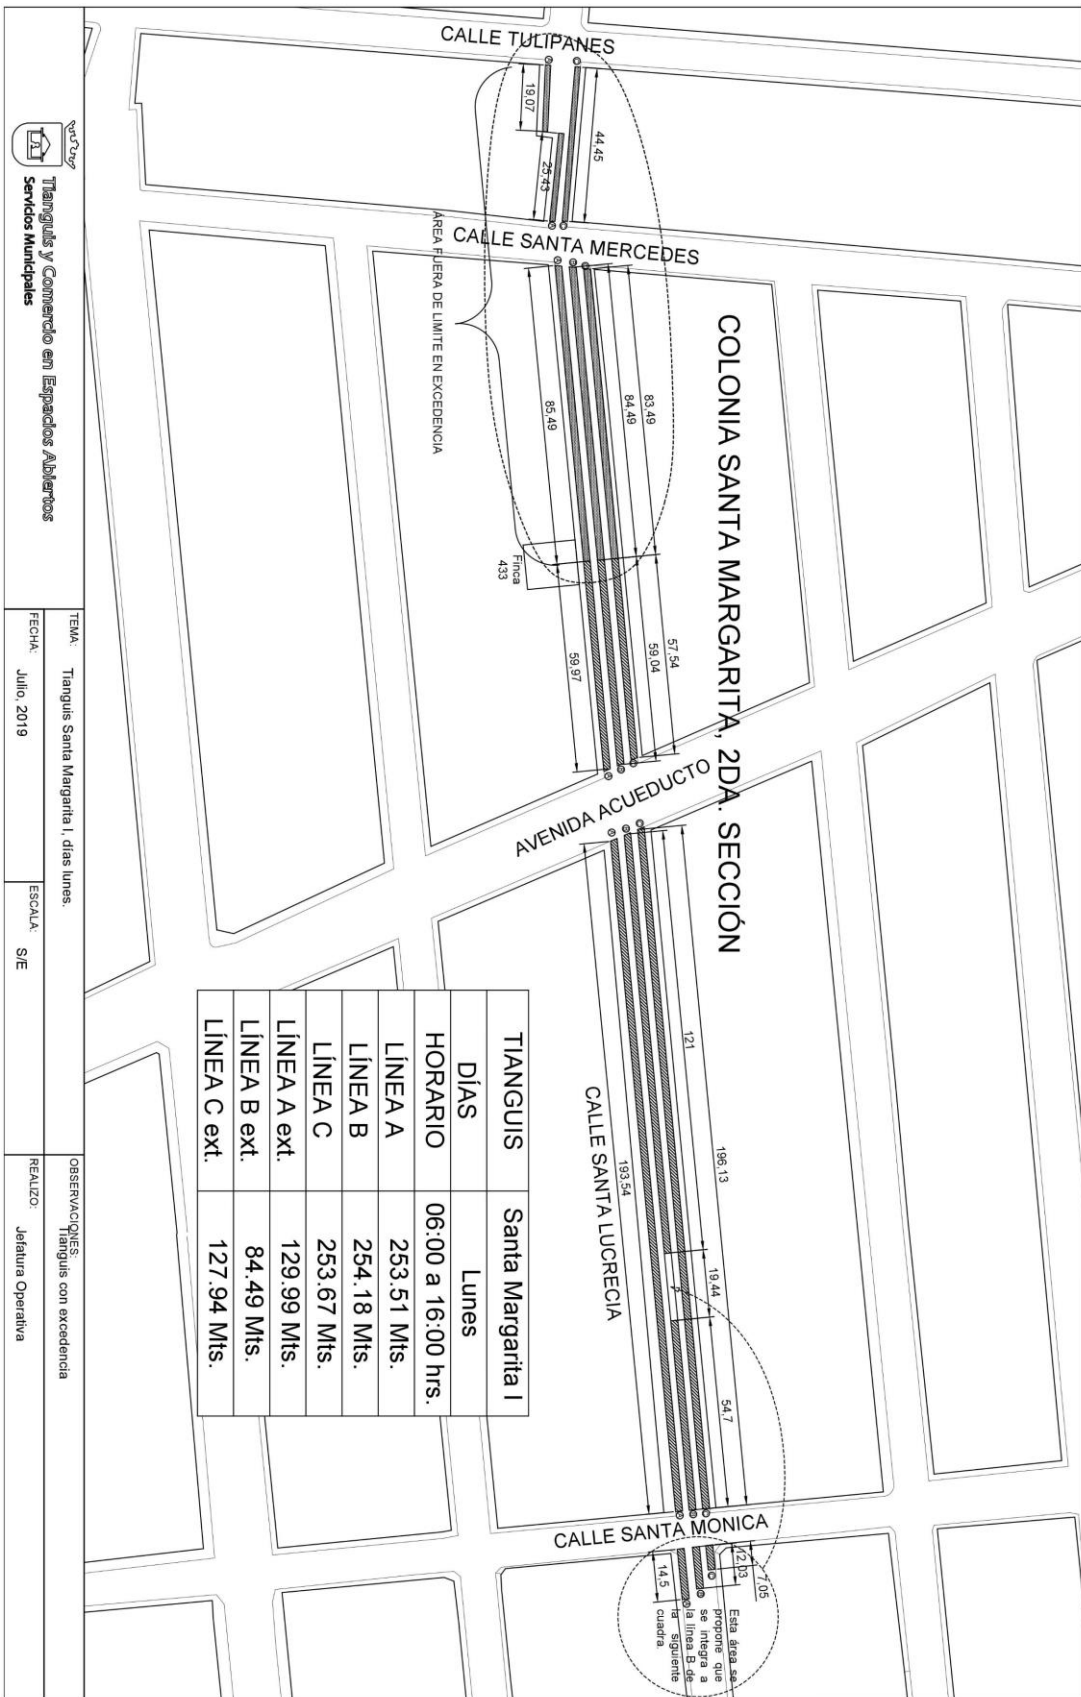 CALLE TULIPANES
19,07
25,43
44,45
CALLE SANTA MERCEDES
ÁREA FUERA DE LIMITE EN EXCEDENCIA
COLONIA SANTA MARGARITA, 2DA. SECCIÓN
83,49
84,49
85,49
Finca
433
57,54
59,04
59,97
AVENIDA ACUEDUCTO
121
196,13
193,54
19,44
54,7
CALLE SANTA LUCRECIA
CALLE SANTA MONICA
7,05
12,03
14,5
Esta área se
propone que
se integra a
la línea B de
la siguiente
cuadra.
TIANGUIS Santa Margarita I
DÍAS Lunes
HORARIO 06:00 a 16:00 hrs.
LÍNEA A 253.51 Mts.
LÍNEA B 254.18 Mts.
LÍNEA C 253.67 Mts.
LÍNEA A ext. 129.99 Mts.
LÍNEA B ext. 84.49 Mts.
LÍNEA C ext. 127.94 Mts.
Tianguis y Comercio en Espacios Abiertos
Servicios Municipales
TEMA: Tianguis Santa Margarita I, días lunes.
OBSERVACIONES:
Tianguis con excedencia
FECHA: Julio, 2019
ESCALA: S/E
REALIZO: Jefatura Operativa